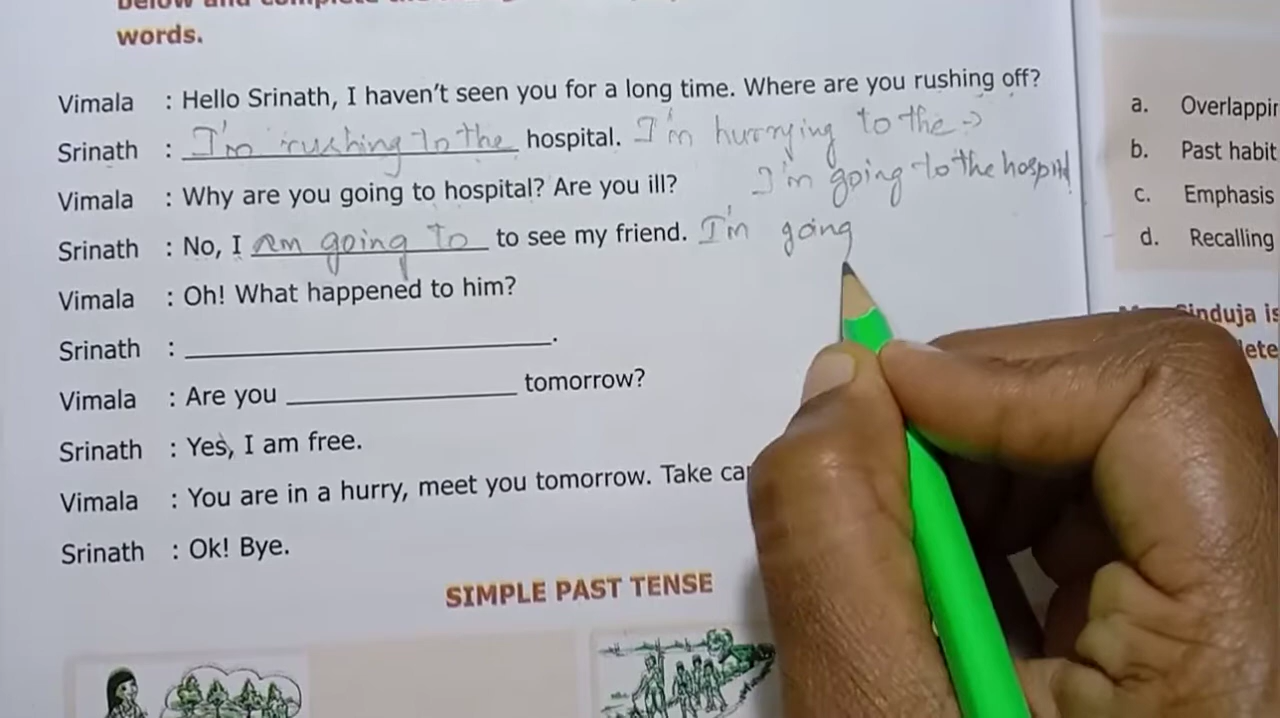 words.
Vimala : Hello Srinath, I haven't seen you for a long time. Where are you rushing off?
Srinath : I'm rushing to the hospital. I'm hurrying to the →
Vimala : Why are you going to hospital? Are you ill? I'm going to the hospital
Srinath : No, I am going to to see my friend. I'm going
Vimala : Oh! What happened to him?
Srinath : ____________________.
Vimala : Are you ____________ tomorrow?
Srinath : Yes, I am free.
Vimala : You are in a hurry, meet you tomorrow. Take
Srinath : Ok! Bye.
SIMPLE PAST TENSE
a.
b. Past habit
c. Emphasis
d. Recalling
is